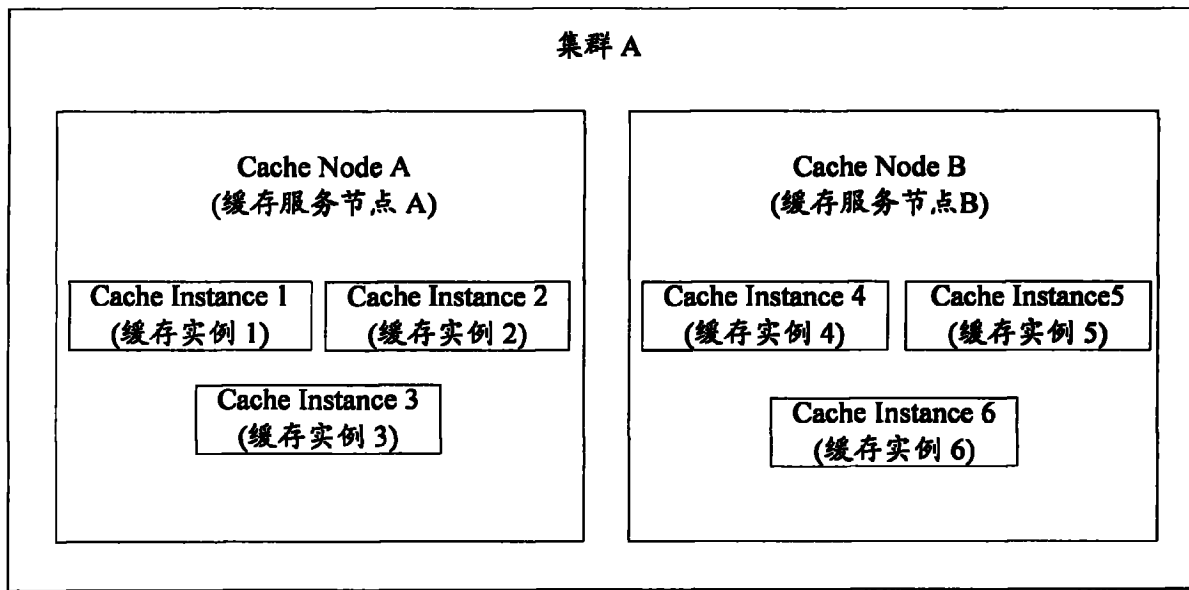 集群 A
Cache Node A
(缓存服务节点 A)
Cache Instance 1
(缓存实例 1)
Cache Instance 2
(缓存实例 2)
Cache Instance 3
(缓存实例 3)
Cache Node B
(缓存服务节点B)
Cache Instance 4
(缓存实例 4)
Cache Instance5
(缓存实例 5)
Cache Instance 6
(缓存实例 6)